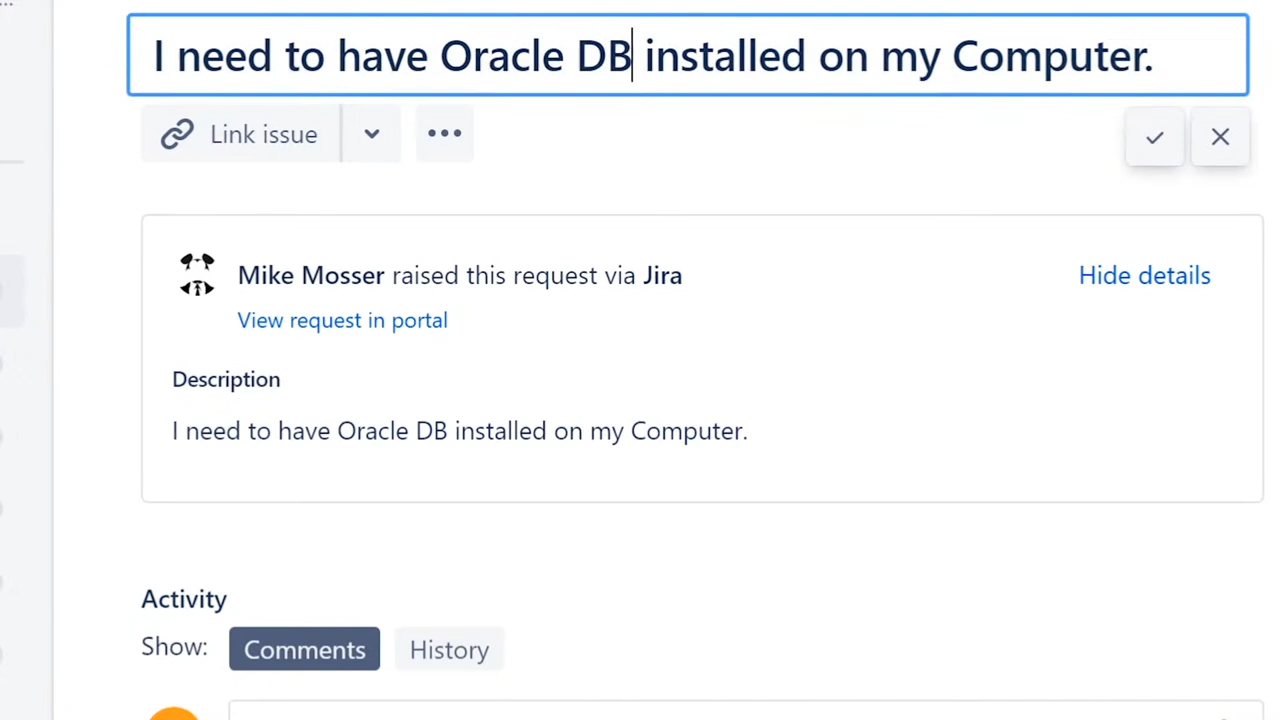 I need to have Oracle DB installed on my Computer.
Link issue
Mike Mosser raised this request via Jira
Hide details
View request in portal
Description
I need to have Oracle DB installed on my Computer.
Activity
Show: Comments History